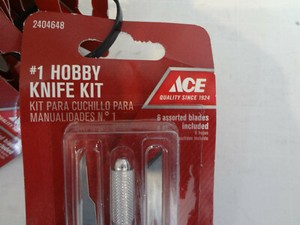 2404648
#1 HOBBY
KNIFE KIT
KIT PARA CUCHILLO PARA
MANUALIDADES N.º 1
ACE
QUALITY SINCE 1924
6 assorted blades
included